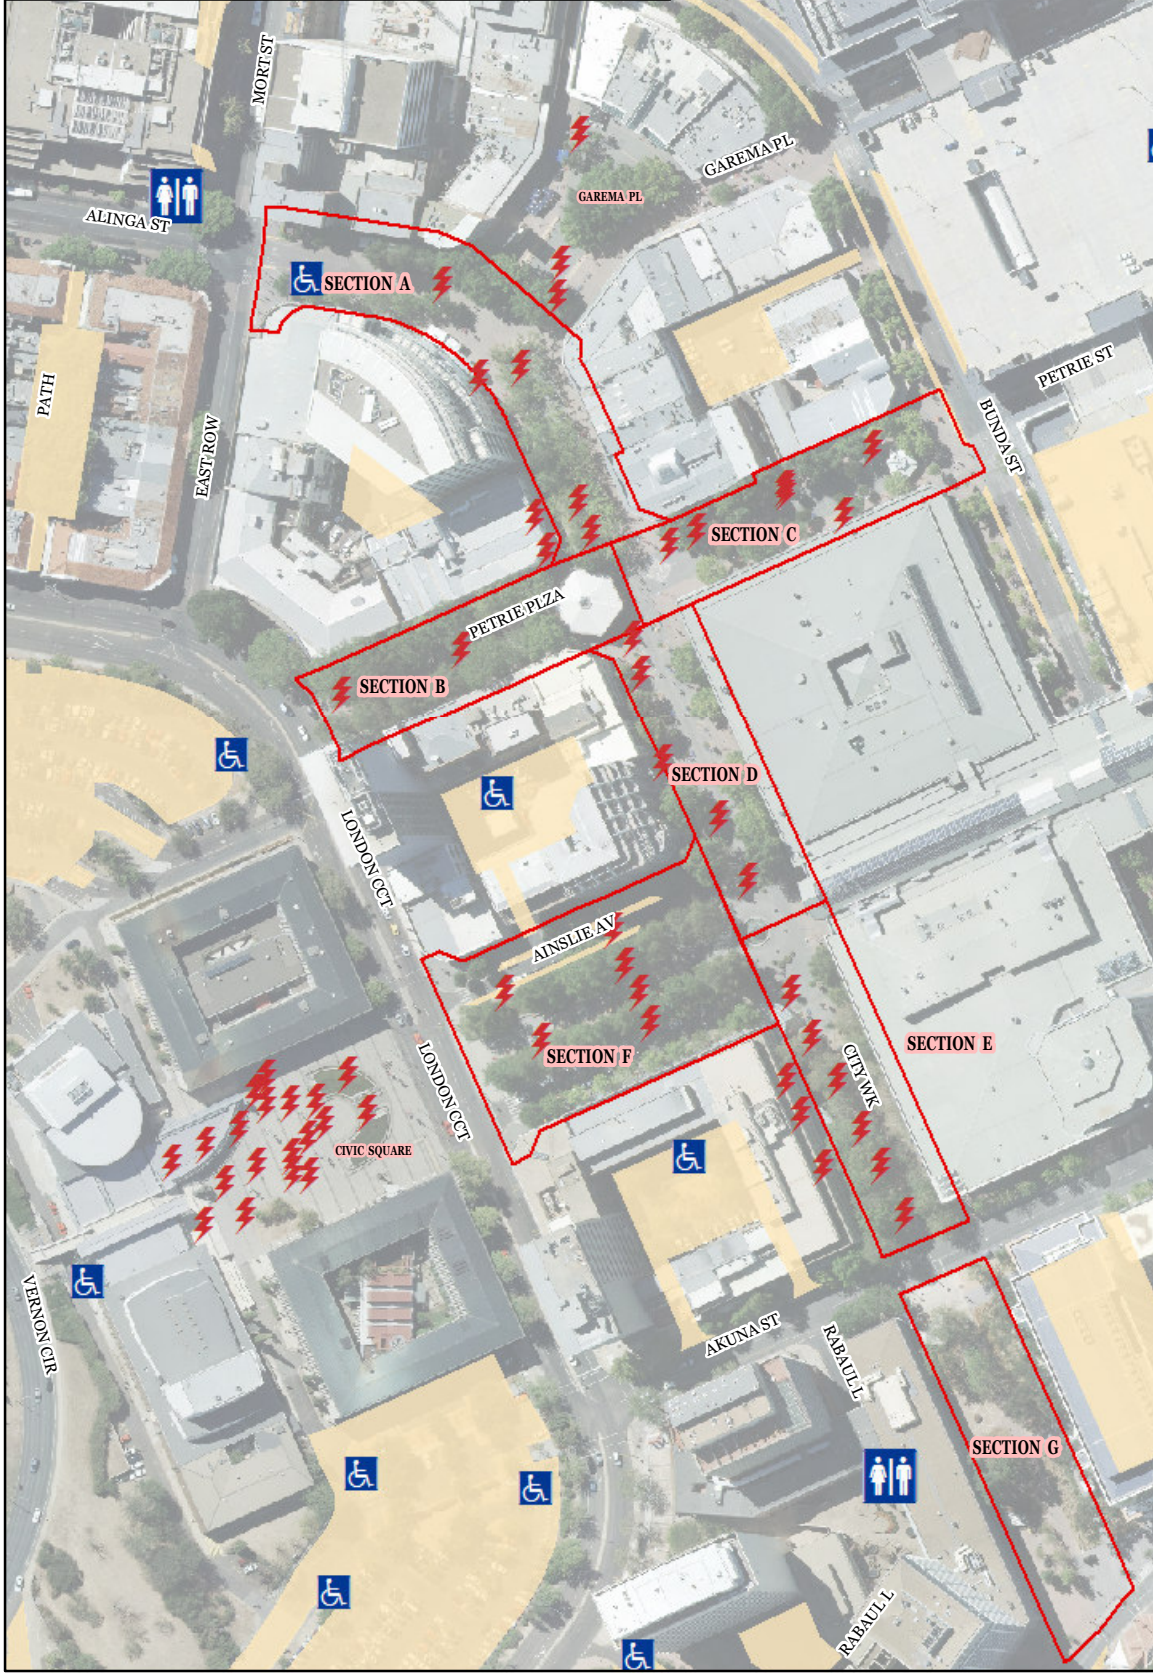 MORT ST
GAREMA PL
GAREMA PL
ALINGA ST
SECTION A
PATH
EAST ROW
PETRIE ST
BUNDA ST
SECTION C
PETRIE PLZA
SECTION B
SECTION D
LONDON CCT
AINSLIE AV
SECTION F
SECTION E
CITY WK
LONDON CCT
CIVIC SQUARE
VERNON CIR
AKUNA ST
RABAUL L
SECTION G
RABAUL L